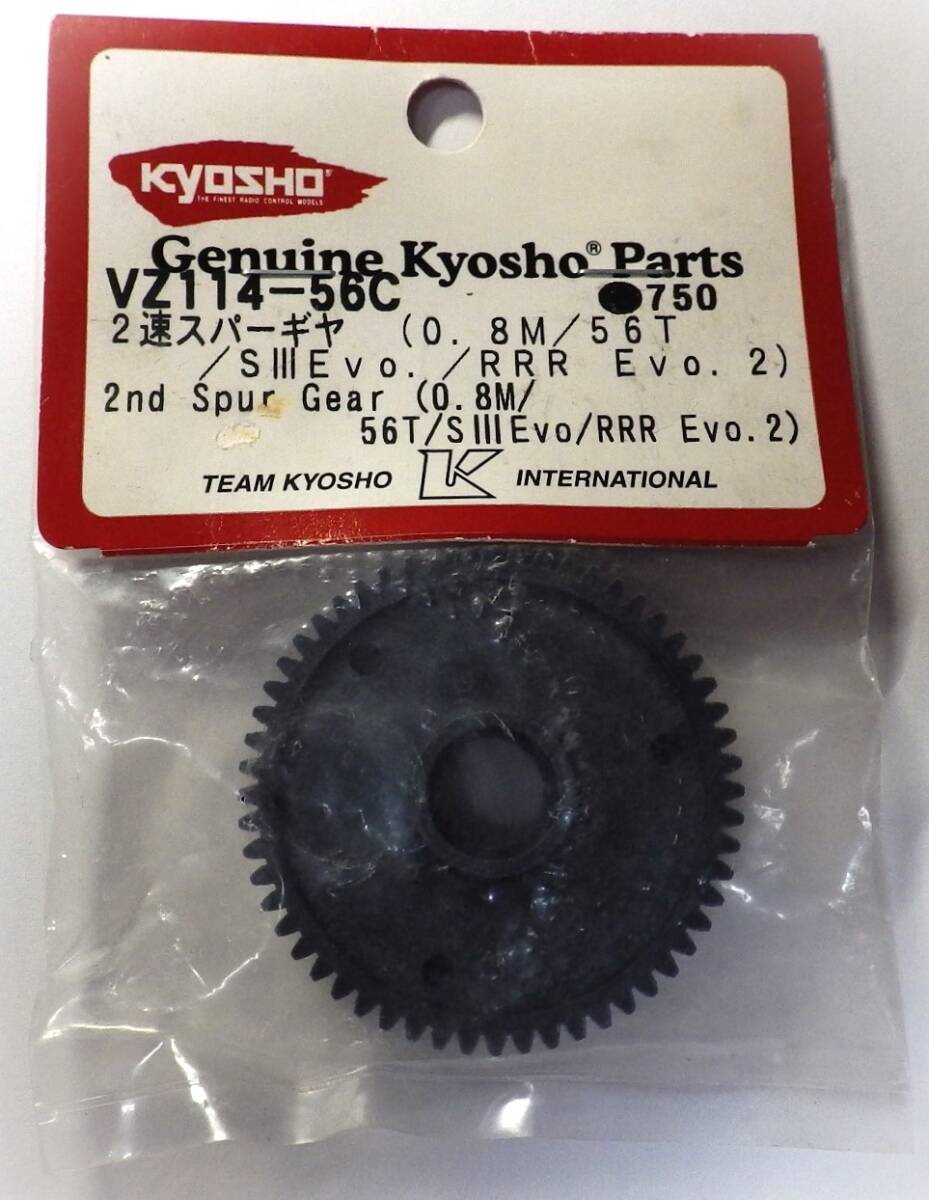 KYOSHO
THE FINEST RADIO CONTROL MODELS
Genuine Kyosho® Parts
VZ114-56C ●750
2速スパーギヤ (0.8M/56T
/SⅢEvo./RRR Evo.2)
2nd Spur Gear (0.8M/
56T/SⅢEvo/RRR Evo.2)
TEAM KYOSHO K INTERNATIONAL